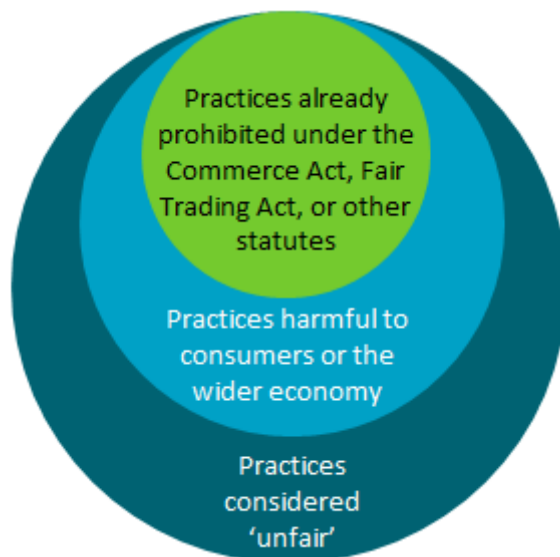 Practices already
prohibited under the
Commerce Act, Fair
Trading Act, or other
statutes
Practices harmful to
consumers or the
wider economy
Practices
considered
‘unfair’